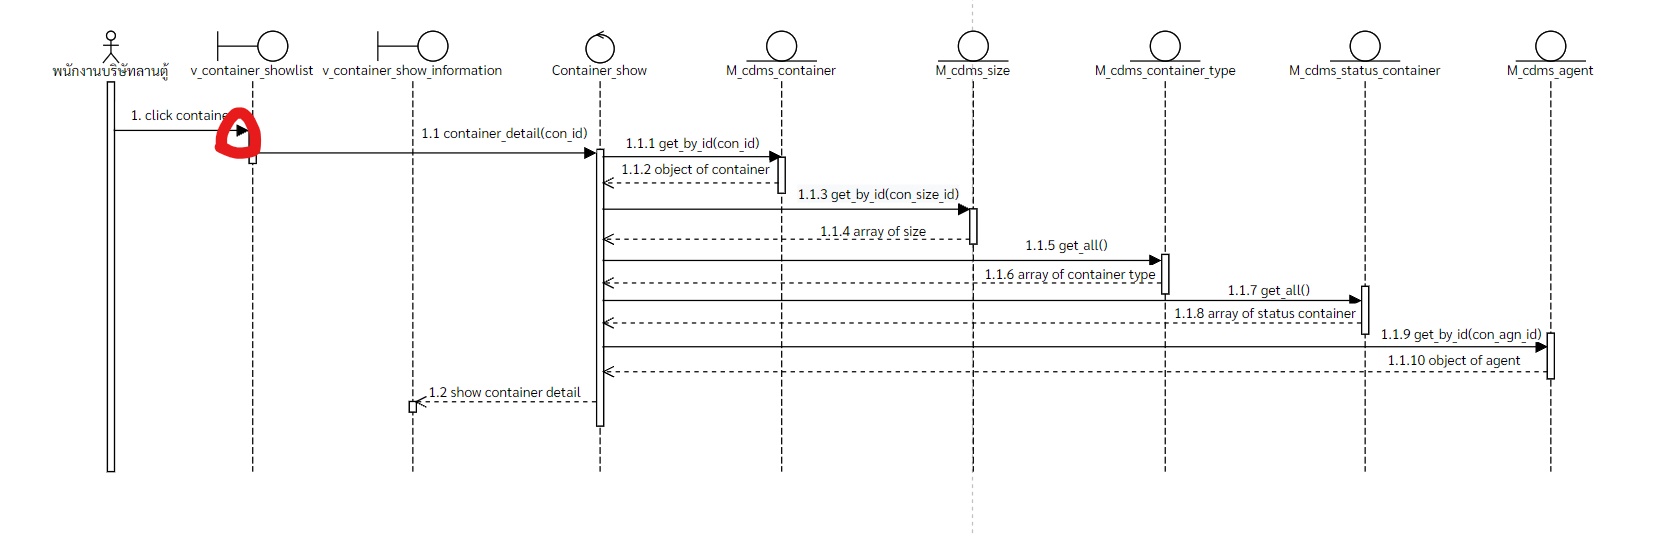 พนักงานบริษัทลานตู้
v_container_showlist
v_container_show_information
Container_show
M_cdms_container
M_cdms_size
M_cdms_container_type
M_cdms_status_container
M_cdms_agent
1. click containe
1.1 container_detail(con_id)
1.1.1 get_by_id(con_id)
1.1.2 object of container
1.1.3 get_by_id(con_size_id)
1.1.4 array of size
1.1.5 get_all()
1.1.6 array of container type
1.1.7 get_all()
1.1.8 array of status container
1.1.9 get_by_id(con_agn_id)
1.1.10 object of agent
1.2 show container detail